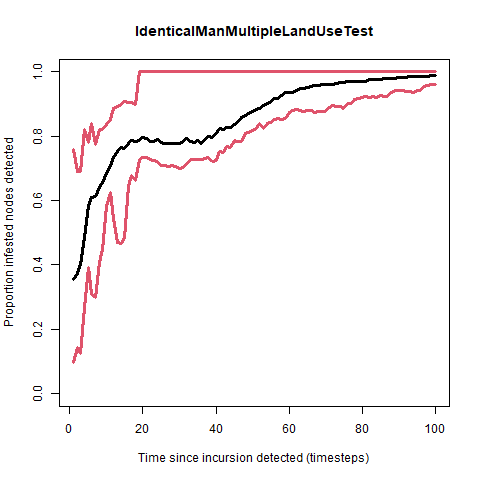 IdenticalManMultipleLandUseTest
Proportion infested nodes detected
1.0
0.8
0.6
0.4
0.2
0.0
0 20 40 60 80 100
Time since incursion detected (timesteps)